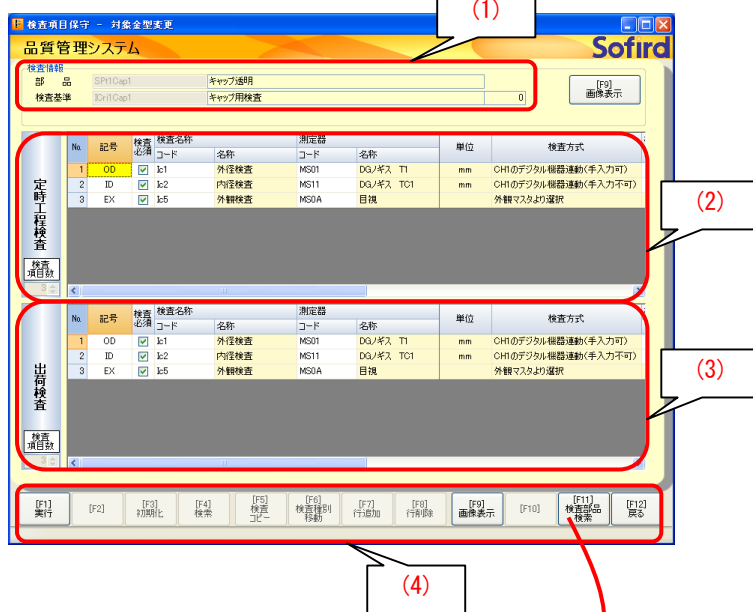 (1)
検査項目保守 - 対象金型変更
品質管理システム
Sofird
検査情報
部 品 SPt1Cap1 キャップ透明
検査基準 ICri1Cap1 キャップ用検査 0
[F9]
画像表示
No. 記号 検査必須 検査名称 測定器 単位 検査方式
コード 名称 コード 名称
1 OD Ic1 外径検査 MS01 DGノギス T1 mm CH1のデジタル機器連動(手入力可)
2 ID Ic2 内径検査 MS11 DGノギス TC1 mm CH1のデジタル機器連動(手入力不可)
3 EX Ic5 外観検査 MS0A 目視 外観マスタより選択
定時工程検査
検査
項目数
3
(2)
No. 記号 検査必須 検査名称 測定器 単位 検査方式
コード 名称 コード 名称
1 OD Ic1 外径検査 MS01 DGノギス T1 mm CH1のデジタル機器連動(手入力可)
2 ID Ic2 内径検査 MS11 DGノギス TC1 mm CH1のデジタル機器連動(手入力不可)
3 EX Ic5 外観検査 MS0A 目視 外観マスタより選択
出荷検査
検査
項目数
3
(3)
[F1] 実行
[F2]
[F3] 初期化
[F4] 検索
[F5] 検査コピー
[F6] 検査種別移動
[F7] 行追加
[F8] 行削除
[F9] 画像表示
[F10]
[F11] 検査部品検索
[F12] 戻る
(4)